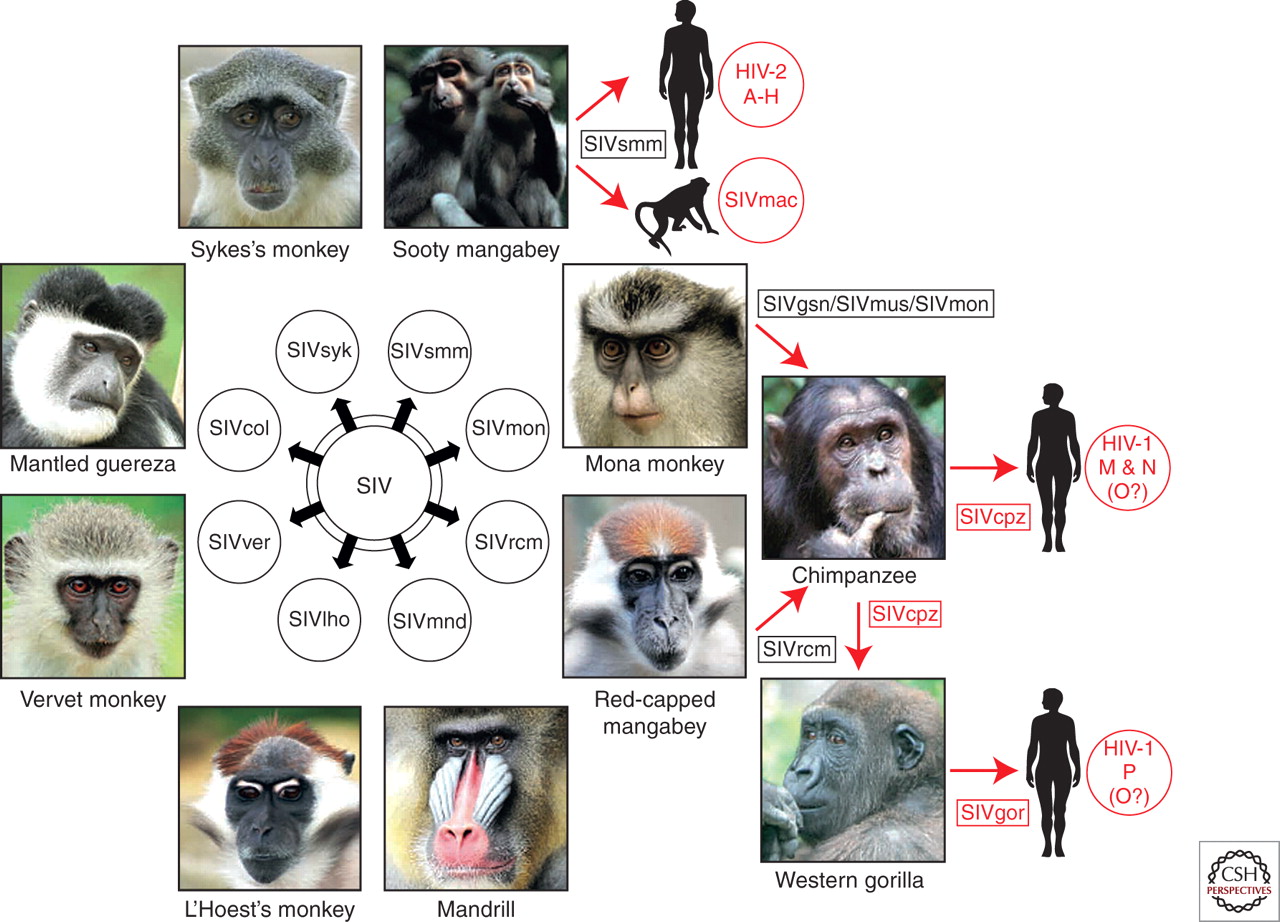 HIV-2
A-H
SIVsmm
SIVmac
Sykes's monkey
Sooty mangabey
SIVgsn/SIVmus/SIVmon
SIVsyk
SIVsmm
SIVcol
SIVmon
HIV-1
M & N
(O?)
Mantled guereza
Mona monkey
SIV
SIVcpz
SIVver
SIVrcm
Chimpanzee
SIVlho
SIVmnd
SIVcpz
SIVrcm
Vervet monkey
Red-capped
mangabey
HIV-1
P
(O?)
SIVgor
Western gorilla
L'Hoest's monkey
Mandrill
CSH
PERSPECTIVES